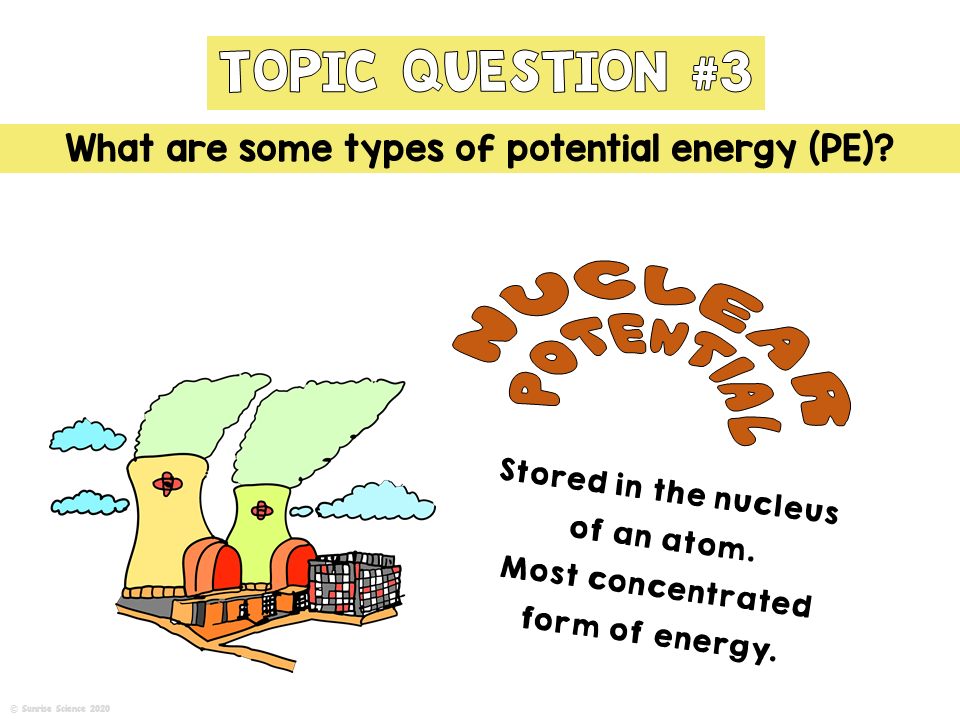 TOPIC QUESTION #3
What are some types of potential energy (PE)?
NUCLEAR
POTENTIAL
Stored in the nucleus
of an atom.
Most concentrated
form of energy.
© Sunrise Science 2020